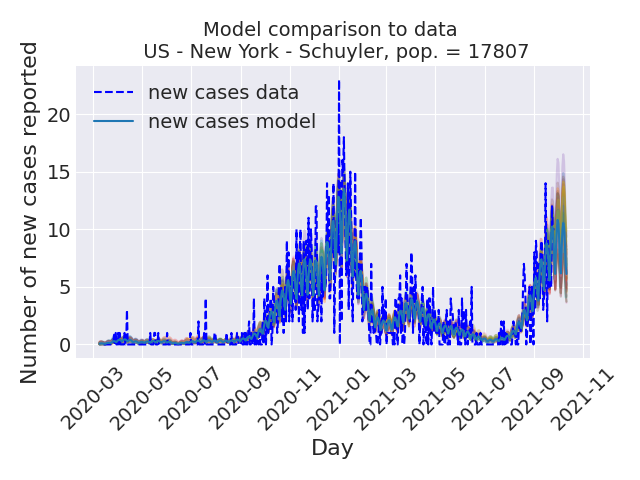 Model comparison to data
US - New York - Schuyler, pop. = 17807
Number of new cases reported
20
15
10
5
0
new cases data
new cases model
2020-03
2020-05
2020-07
2020-09
2020-11
2021-01
2021-03
2021-05
2021-07
2021-09
2021-11
Day